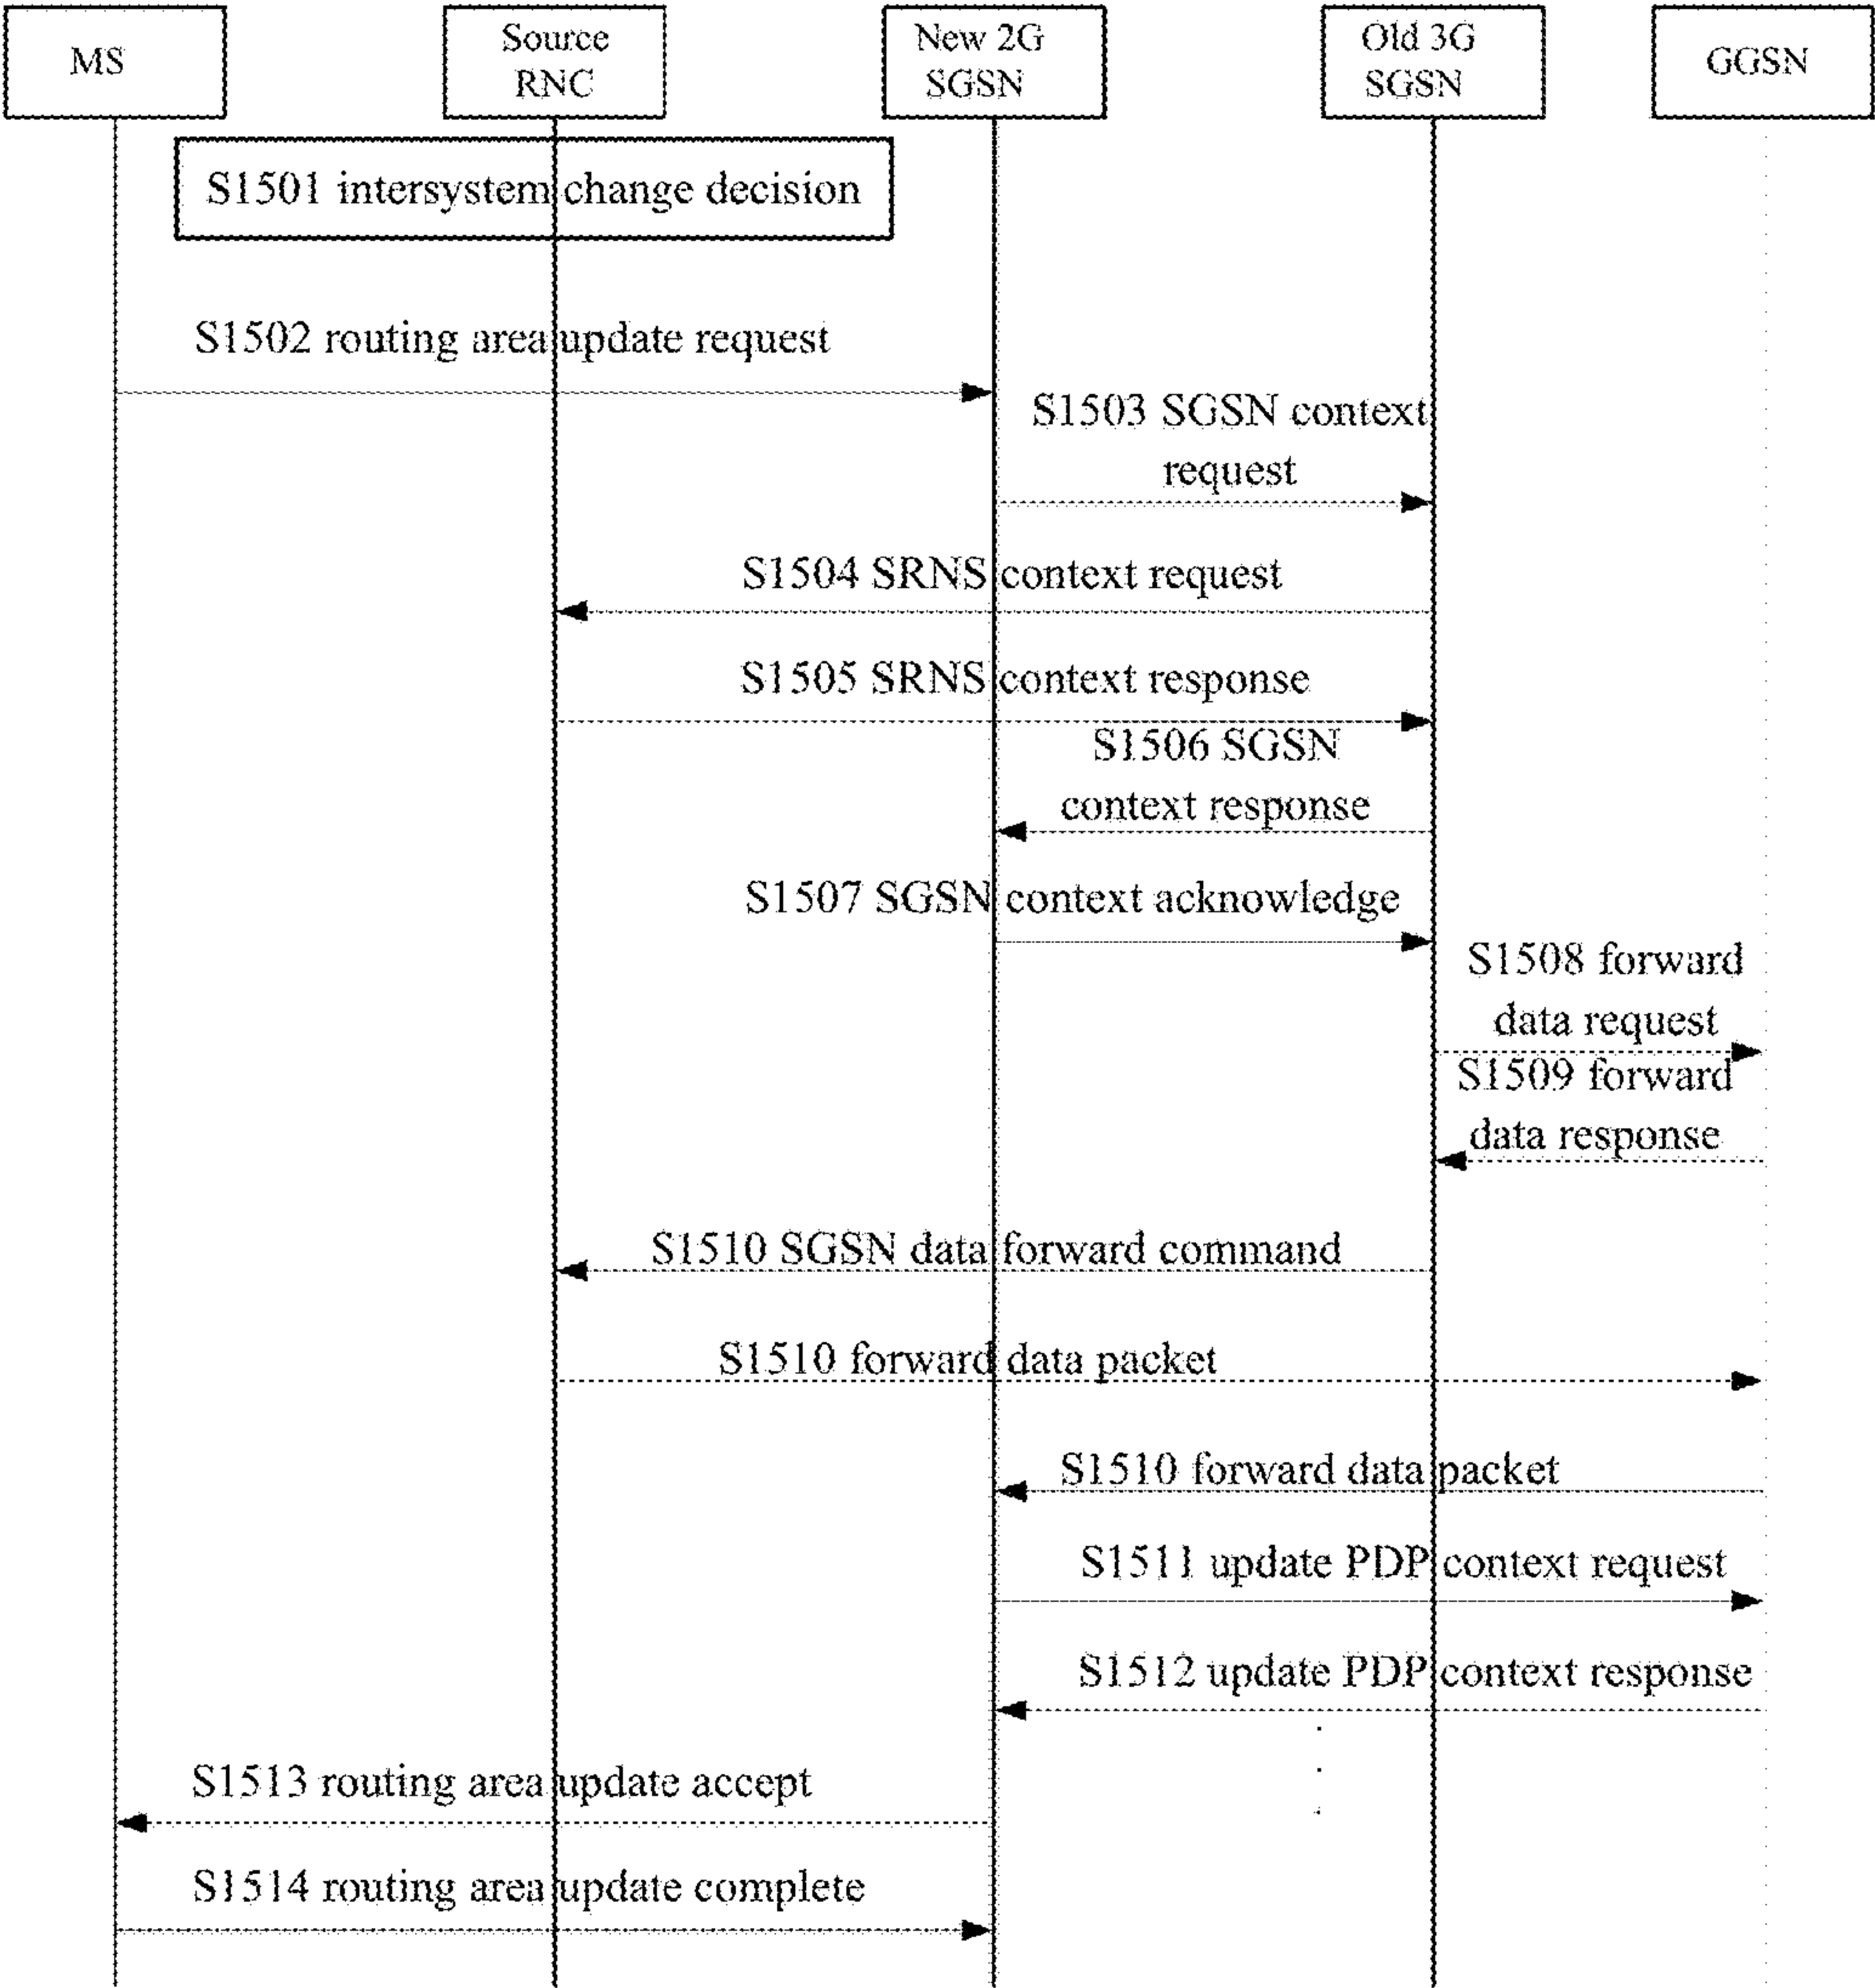 MS
Source
RNC
New 2G
SGSN
Old 3G
SGSN
GGSN
S1501 intersystem change decision
S1502 routing area update request
S1503 SGSN context
request
S1504 SRNS context request
S1505 SRNS context response
S1506 SGSN
context response
S1507 SGSN context acknowledge
S1508 forward
data request
S1509 forward
data response
S1510 SGSN data forward command
S1510 forward data packet
S1510 forward data packet
S1511 update PDP context request
S1512 update PDP context response
S1513 routing area update accept
S1514 routing area update complete